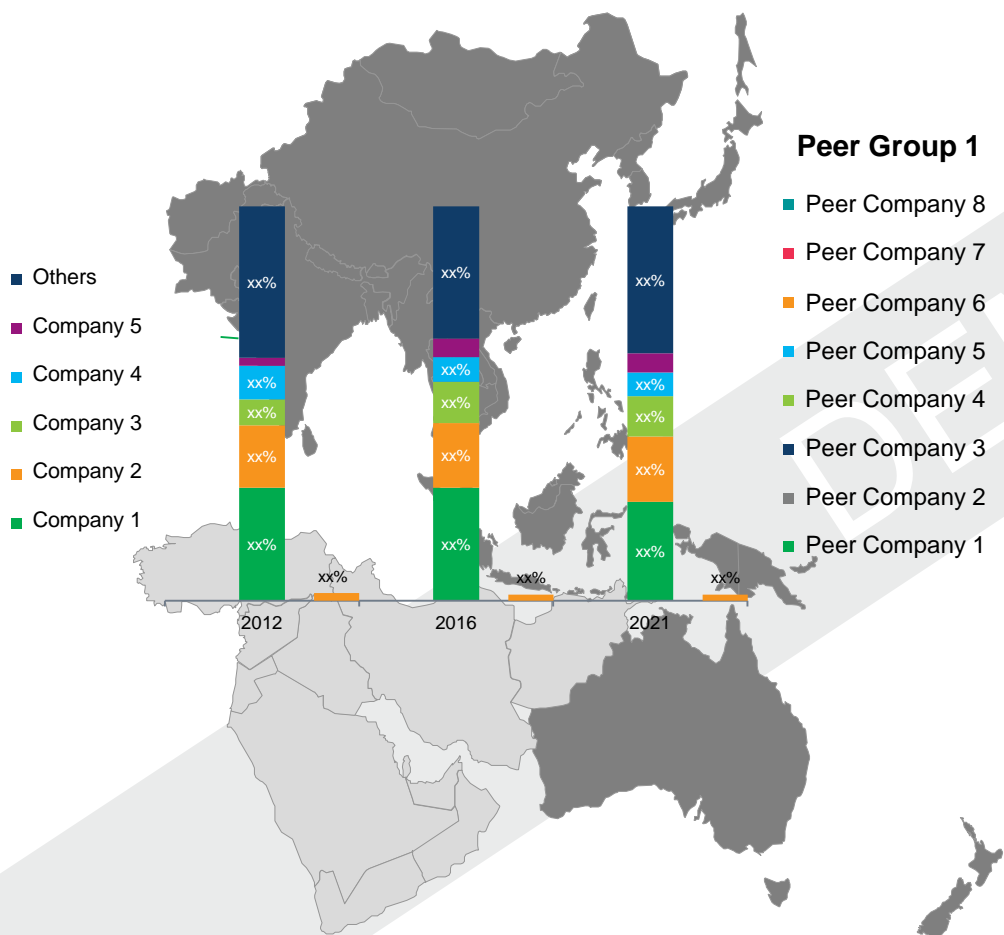 Peer Group 1
Peer Company 8
Peer Company 7
Peer Company 6
Peer Company 5
Peer Company 4
Peer Company 3
Peer Company 2
Peer Company 1
Others
Company 5
Company 4
Company 3
Company 2
Company 1
xx% xx% xx%
xx% xx% xx%
xx% xx% xx%
xx% xx% xx%
xx% xx% xx%
xx% xx% xx%
2012 2016 2021